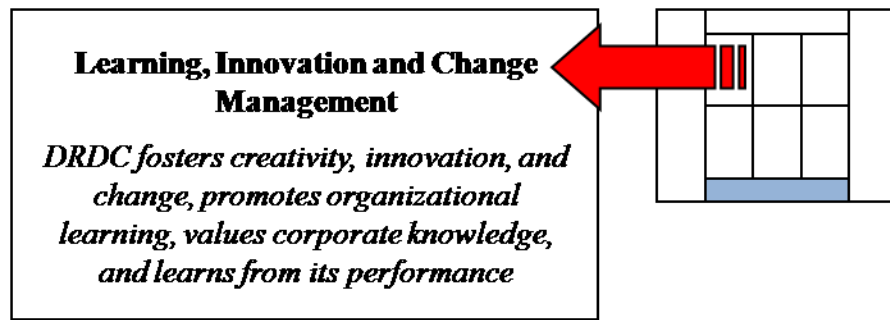 Learning, Innovation and Change
Management
DRDC fosters creativity, innovation, and
change, promotes organizational
learning, values corporate knowledge,
and learns from its performance